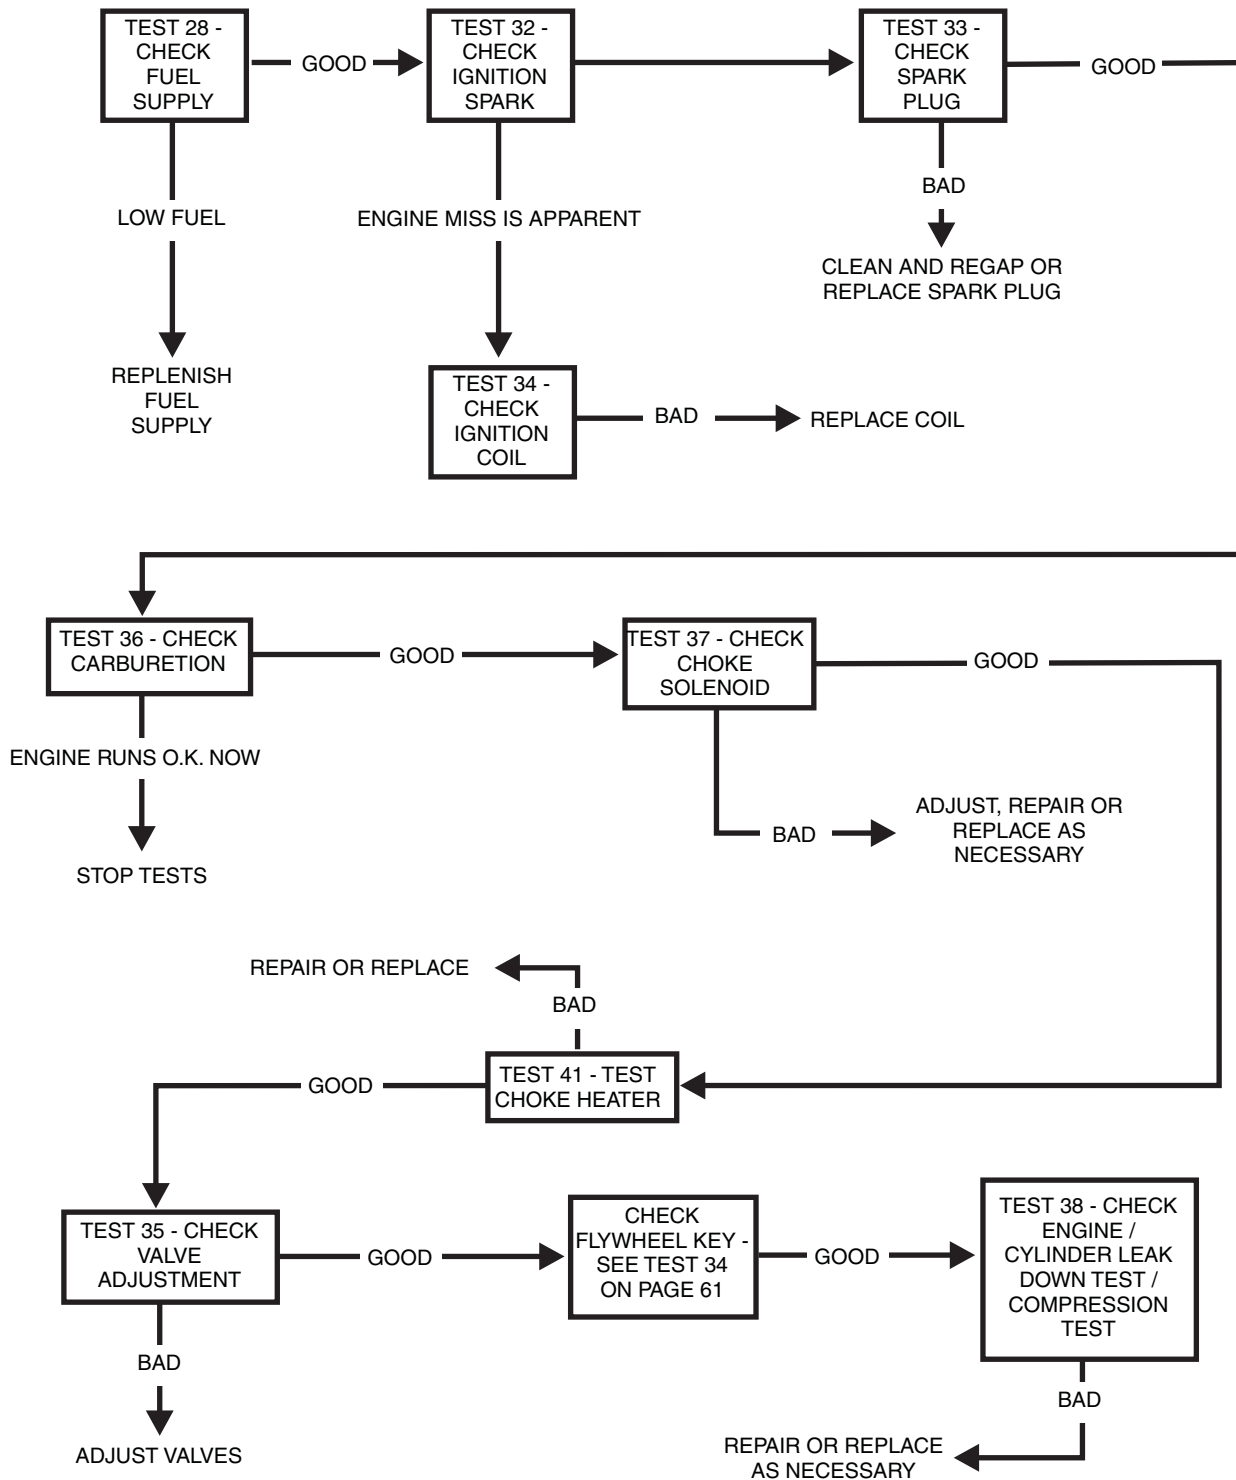 TEST 28 -
CHECK
FUEL
SUPPLY
GOOD
TEST 32 -
CHECK
IGNITION
SPARK
TEST 33 -
CHECK
SPARK
PLUG
GOOD
LOW FUEL
ENGINE MISS IS APPARENT
BAD
CLEAN AND REGAP OR
REPLACE SPARK PLUG
REPLENISH
FUEL
SUPPLY
TEST 34 -
CHECK
IGNITION
COIL
BAD
REPLACE COIL
TEST 36 - CHECK
CARBURETION
GOOD
TEST 37 - CHECK
CHOKE
SOLENOID
GOOD
ENGINE RUNS O.K. NOW
STOP TESTS
BAD
ADJUST, REPAIR OR
REPLACE AS
NECESSARY
REPAIR OR REPLACE
BAD
TEST 41 - TEST
CHOKE HEATER
GOOD
TEST 35 - CHECK
VALVE
ADJUSTMENT
GOOD
CHECK
FLYWHEEL KEY -
SEE TEST 34
ON PAGE 61
GOOD
TEST 38 - CHECK
ENGINE /
CYLINDER LEAK
DOWN TEST /
COMPRESSION
TEST
BAD
ADJUST VALVES
BAD
REPAIR OR REPLACE
AS NECESSARY